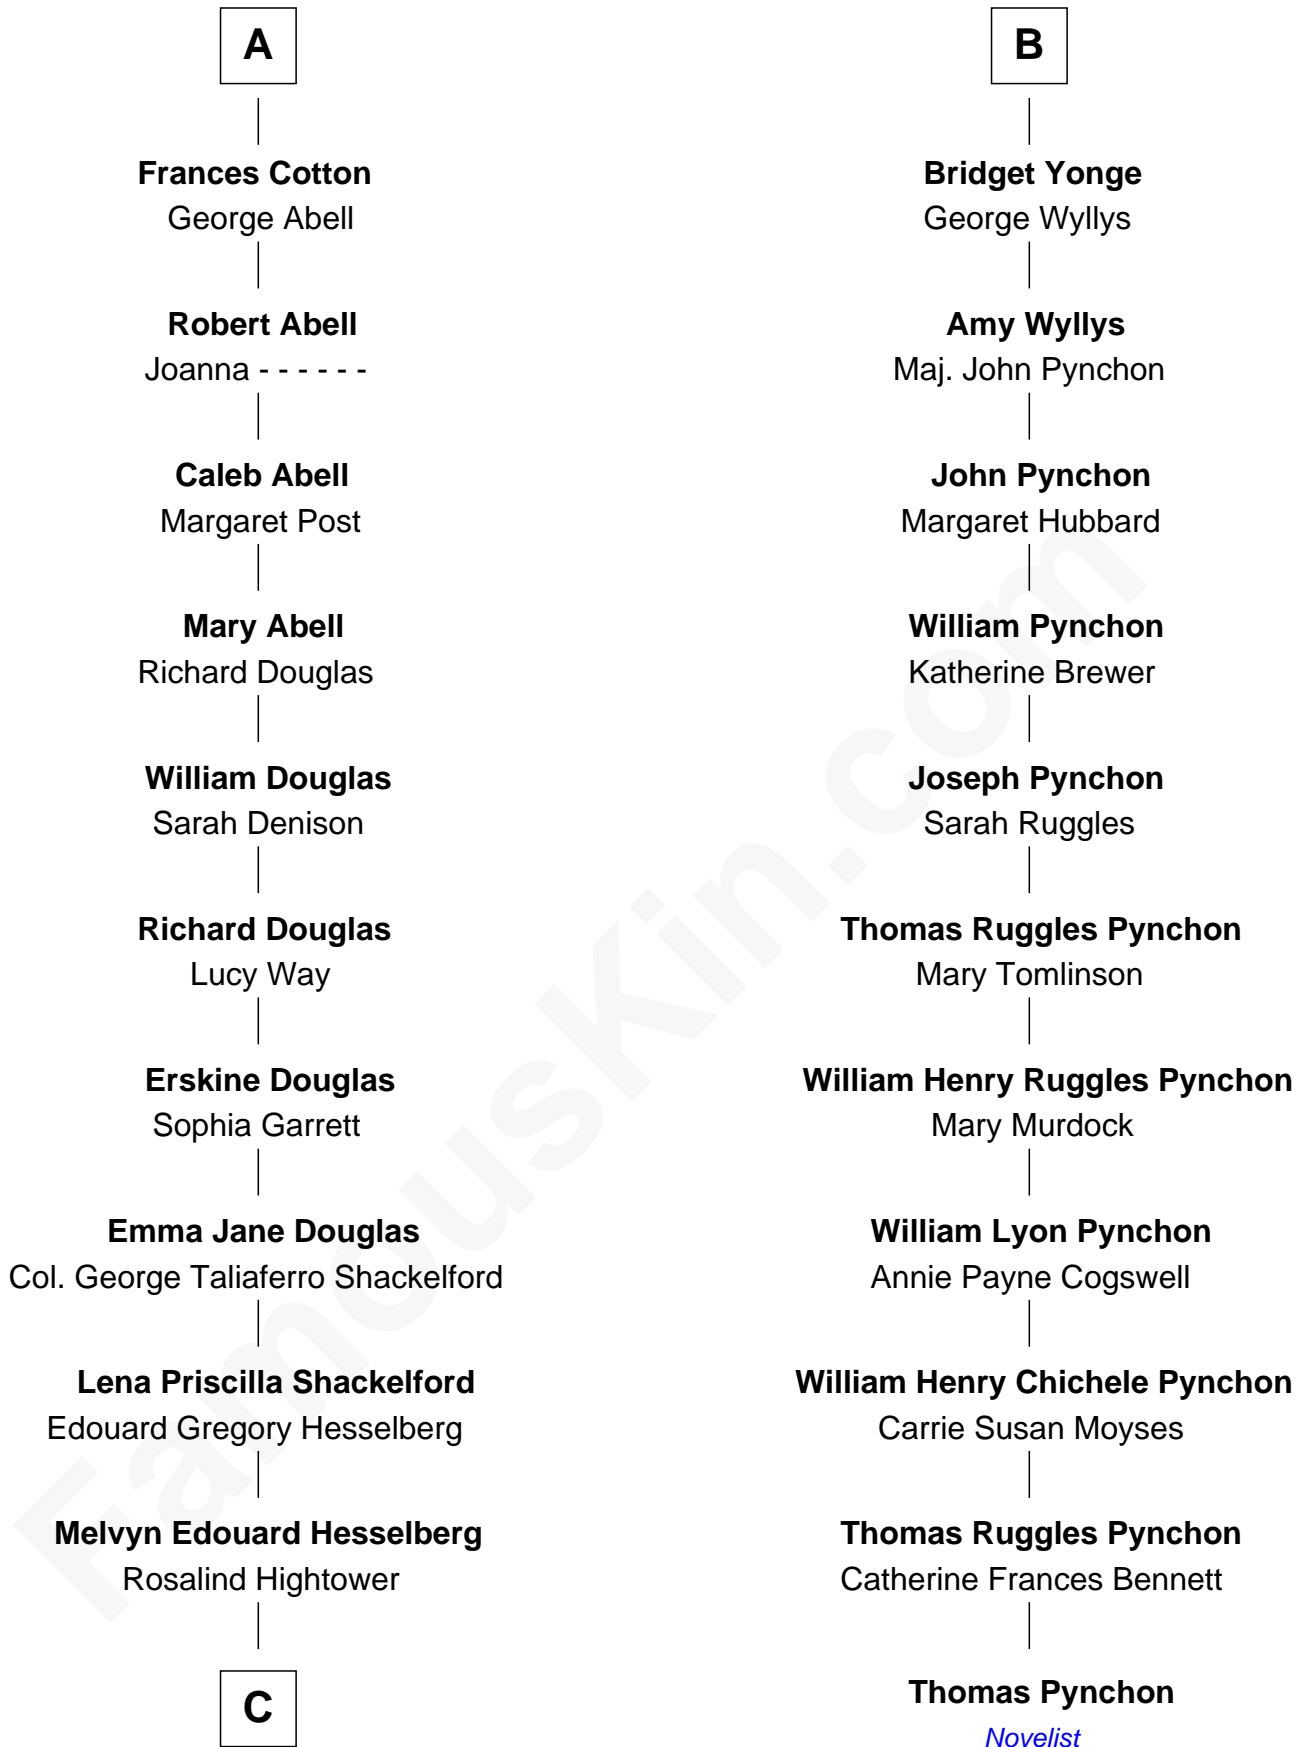 A
Frances Cotton
George Abell
Robert Abell
Joanna - - - - - -
Caleb Abell
Margaret Post
Mary Abell
Richard Douglas
William Douglas
Sarah Denison
Richard Douglas
Lucy Way
Erskine Douglas
Sophia Garrett
Emma Jane Douglas
Col. George Taliaferro Shackelford
Lena Priscilla Shackelford
Edouard Gregory Hesselberg
Melvyn Edouard Hesselberg
Rosalind Hightower
C
B
Bridget Yonge
George Wyllys
Amy Wyllys
Maj. John Pynchon
John Pynchon
Margaret Hubbard
William Pynchon
Katherine Brewer
Joseph Pynchon
Sarah Ruggles
Thomas Ruggles Pynchon
Mary Tomlinson
William Henry Ruggles Pynchon
Mary Murdock
William Lyon Pynchon
Annie Payne Cogswell
William Henry Chichele Pynchon
Carrie Susan Moyses
Thomas Ruggles Pynchon
Catherine Frances Bennett
Thomas Pynchon
Novelist
FamousKin.com